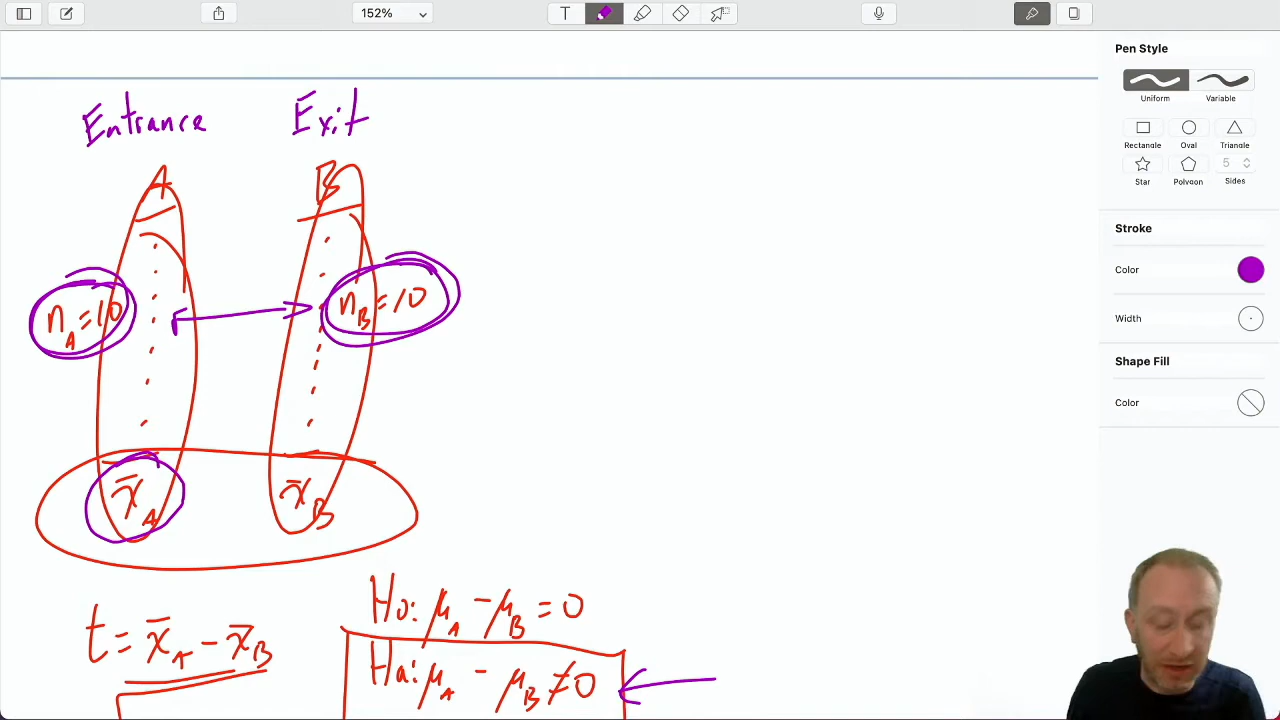 152%
T
Pen Style
Uniform Variable
Rectangle Oval Triangle
5
Star Polygon Sides
Stroke
Color
Width
Shape Fill
Color
Entrance Exit
A B
n_A = 10 n_B = 10
x̄_A x̄_B
t = x̄_A - x̄_B
Ho: μ_A - μ_B = 0
Ha: μ_A - μ_B ≠ 0